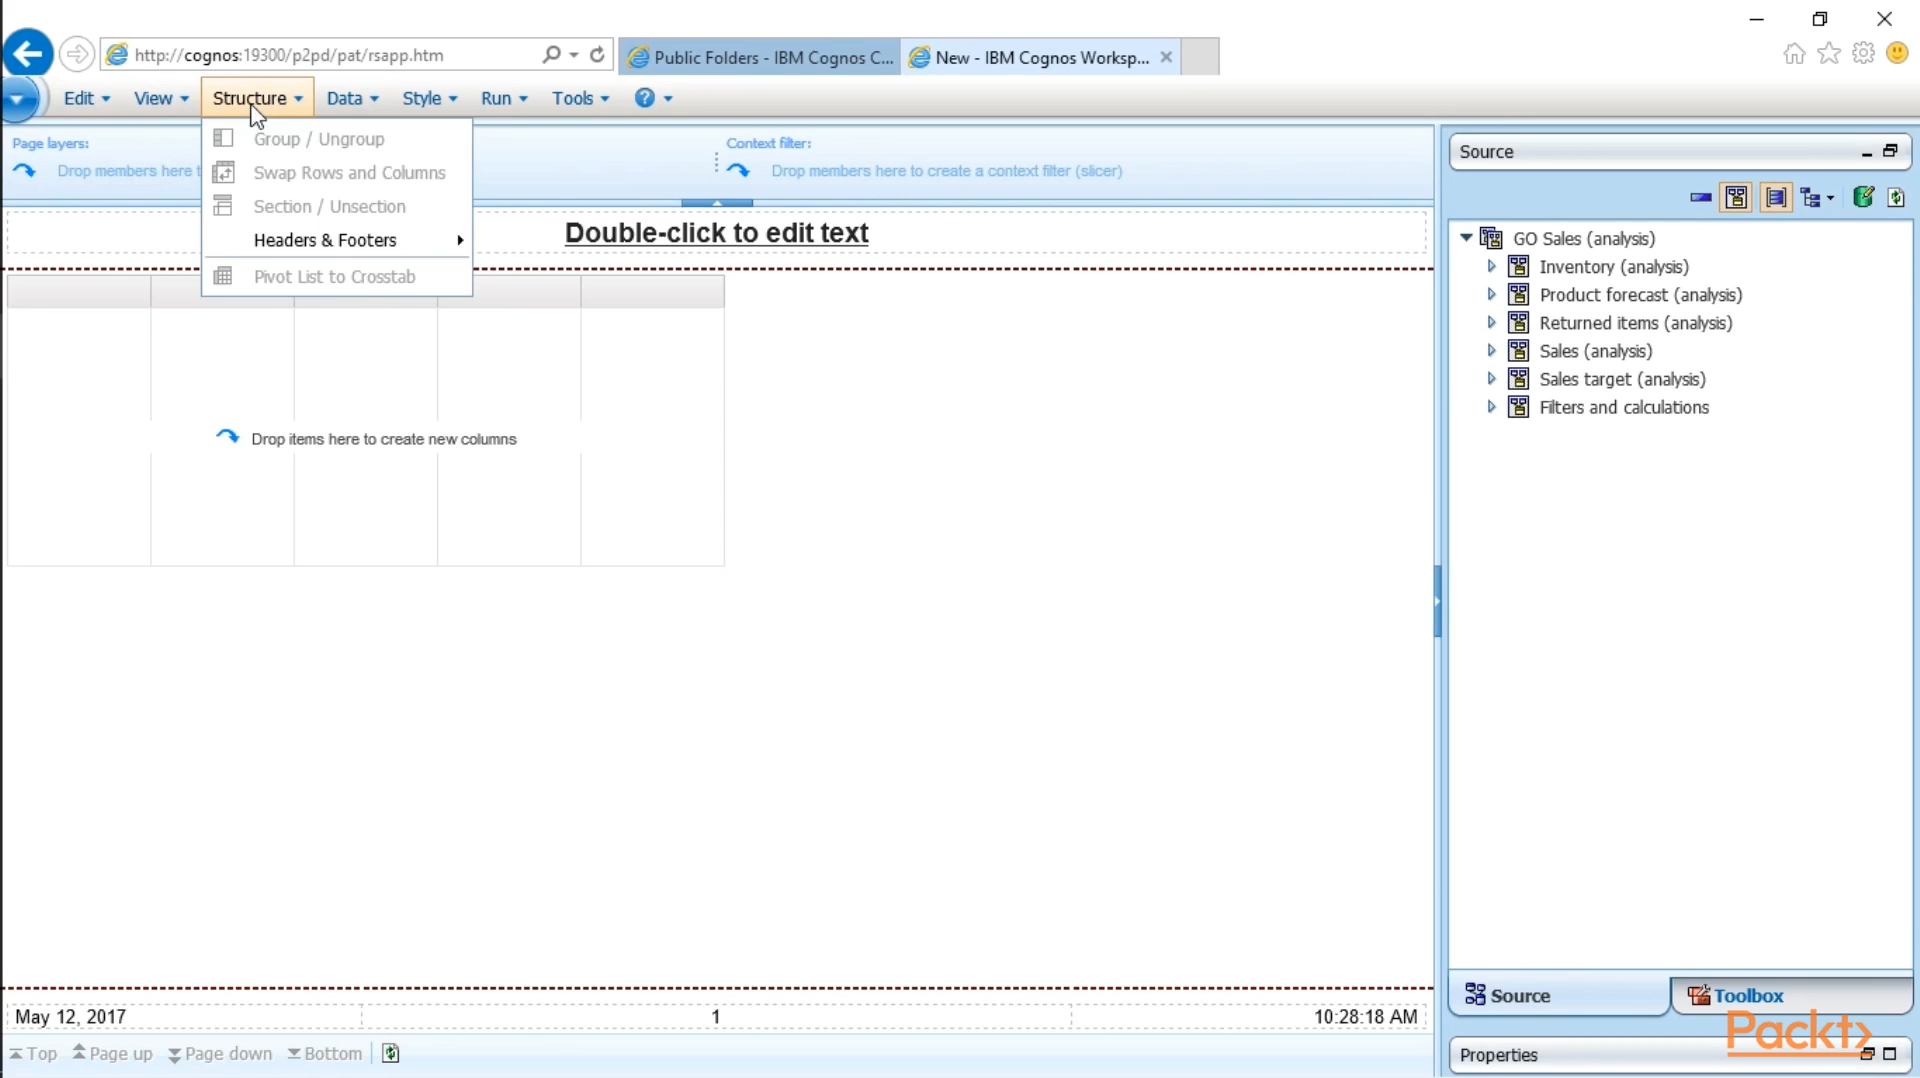 http://cognos:19300/p2pd/pat/rsapp.htm
Public Folders - IBM Cognos C...
New - IBM Cognos Worksp...
Edit View Structure Data Style Run Tools ?
Page layers:
Drop members here t
Context filter:
Drop members here to create a context filter (slicer)
Group / Ungroup
Swap Rows and Columns
Section / Unsection
Headers & Footers
Pivot List to Crosstab
Double-click to edit text
Drop items here to create new columns
Source
GO Sales (analysis)
Inventory (analysis)
Product forecast (analysis)
Returned items (analysis)
Sales (analysis)
Sales target (analysis)
Filters and calculations
Source
Toolbox
May 12, 2017
1
10:28:18 AM
Top Page up Page down Bottom
Properties
Packt>